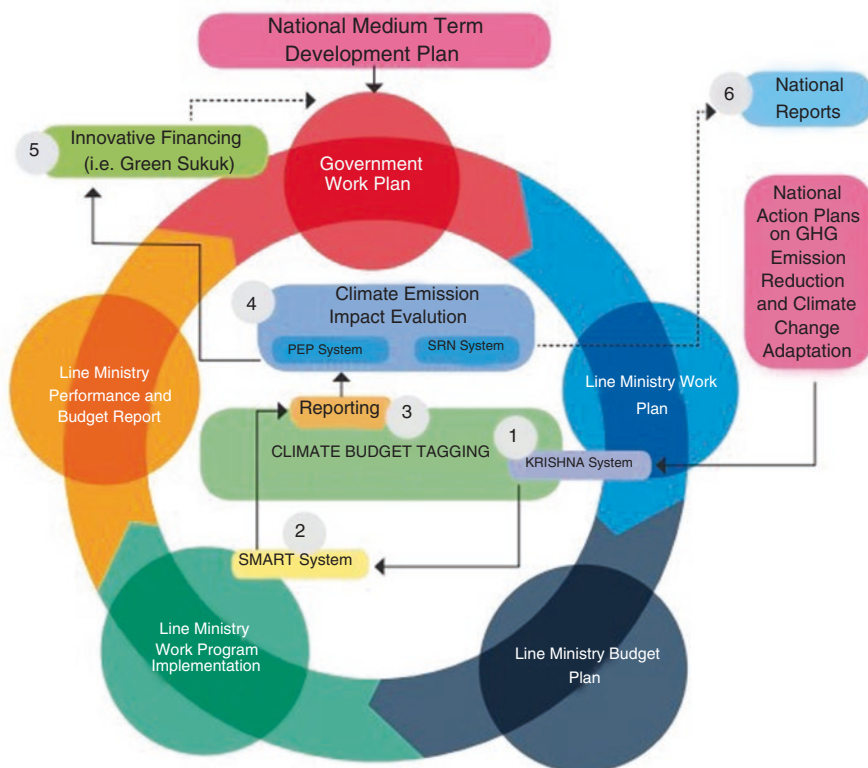 National Medium Term
Development Plan
6
National
Reports
5
Innovative Financing
(i.e. Green Sukuk)
Government
Work Plan
National
Action Plans
on GHG
Emission
Reduction
and Climate
Change
Adaptation
4
Climate Emission
Impact Evalution
PEP System
SRN System
Line Ministry
Performance and
Budget Report
Line Ministry Work
Plan
Reporting
3
1
CLIMATE BUDGET TAGGING
KRISHNA System
2
SMART System
Line Ministry
Work Program
Implementation
Line Ministry Budget
Plan